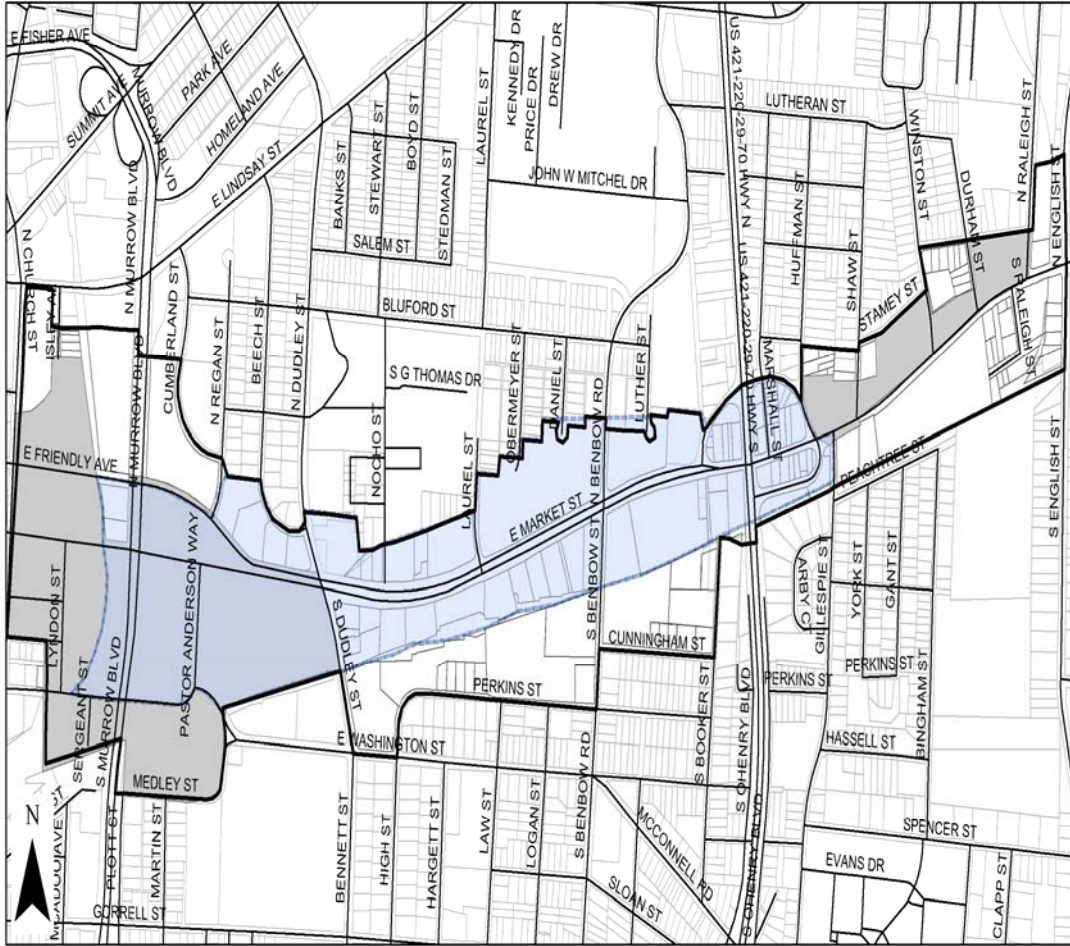 E FISHER AVE
SUMMIT AVE
PARK AVE
HOMELAND AVE
N MURROW BLVD
E LINDSAY ST
BANKS ST
STEWART ST
BOYD ST
STEDMAN ST
LAUREL ST
KENNEDY DR
PRICE DR
DREW DR
JOHN W MITCHEL DR
US 421-220-29-70 HWY N
US 421-220-29-70 HWY S
LUTHERAN ST
HUFFMAN ST
SHAW ST
WINSTON ST
DURHAM ST
N RALEIGH ST
N ENGLISH ST
SALEM ST
BLUFORD ST
N CHURCH ST
N MURROW BLVD
CUMBERLAND ST
N REGAN ST
BEECH ST
N DUDLEY ST
S G THOMAS DR
NOCHO ST
OBERMEYER ST
DANIEL ST
N BENBOW RD
LUTHER ST
MARSHALL ST
STAMEY ST
S RALEIGH ST
E FRIENDLY AVE
N MURROW BLVD
LAUREL ST
E MARKET ST
PEACHTREE ST
S ENGLISH ST
LYNDON ST
PASTOR ANDERSON WAY
S DUDLEY ST
S BENBOW ST
CUNNINGHAM ST
ARBY C
GILLESPIE ST
YORK ST
GANT ST
PERKINS ST
PERKINS ST
PERKINS ST
BINGHAM ST
SERGEANT ST
S MURROW BLVD
E WASHINGTON ST
S BOOKER ST
S OHENRY BLVD
HASSELL ST
MEDLEY ST
SPENCER ST
EVANS DR
CLAPP ST
N
PLOTT ST
MARTIN ST
BENNETT ST
HIGH ST
HARGETT ST
LAW ST
LOGAN ST
S BENBOW RD
MCCONNELL RD
SLOAN ST
S OHENRY BLVD
GORRELL ST